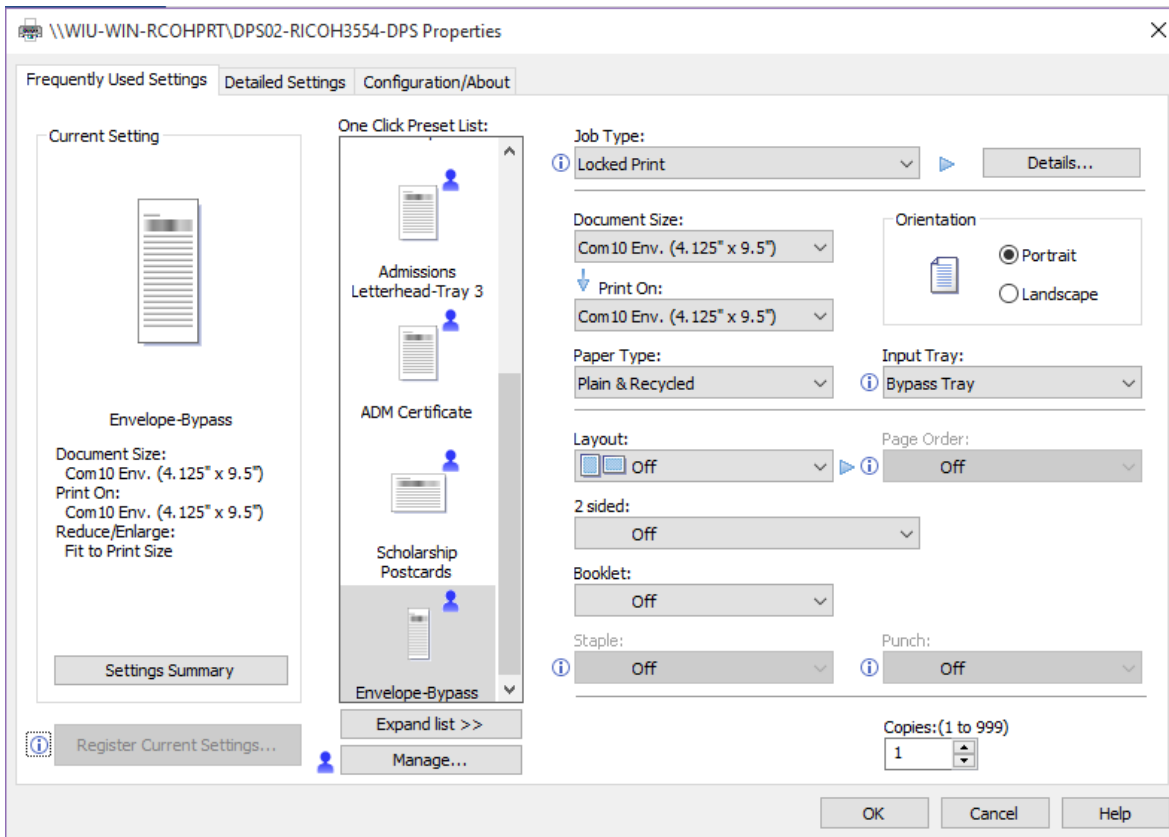 \\WIU-WIN-RCOHPRT\DPS02-RICOH3554-DPS Properties
Frequently Used Settings
Detailed Settings
Configuration/About
Current Setting
Envelope-Bypass
Document Size:
Com10 Env. (4.125" x 9.5")
Print On:
Com10 Env. (4.125" x 9.5")
Reduce/Enlarge:
Fit to Print Size
Settings Summary
Register Current Settings...
One Click Preset List:
Admissions
Letterhead-Tray 3
ADM Certificate
Scholarship
Postcards
Envelope-Bypass
Expand list >>
Manage...
Job Type:
Locked Print
Details...
Document Size:
Com10 Env. (4.125" x 9.5")
Print On:
Com10 Env. (4.125" x 9.5")
Orientation
Portrait
Landscape
Paper Type:
Plain & Recycled
Input Tray:
Bypass Tray
Layout:
Off
Page Order:
Off
2 sided:
Off
Booklet:
Off
Staple:
Off
Punch:
Off
Copies:(1 to 999)
1
OK
Cancel
Help